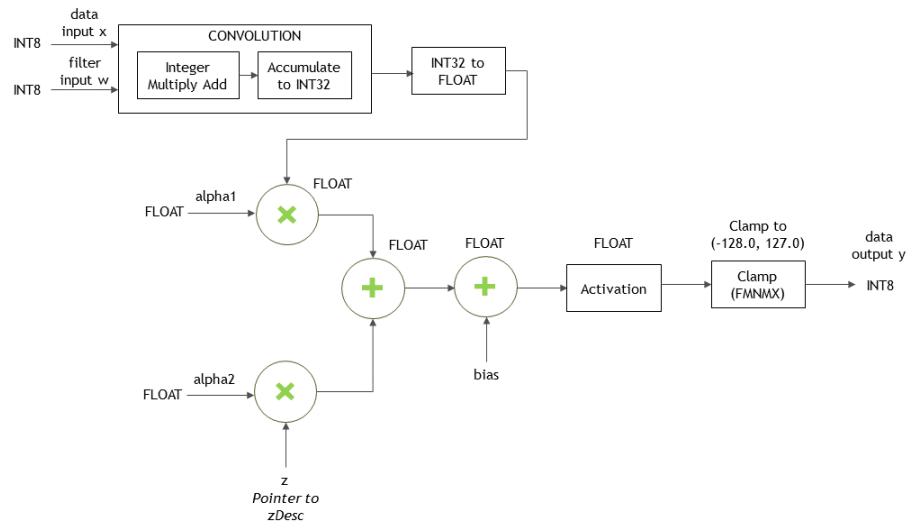 data
input x
INT8
filter
input w
INT8
CONVOLUTION
Integer
Multiply Add
Accumulate
to INT32
INT32 to
FLOAT
alpha1
FLOAT
FLOAT
FLOAT
FLOAT
FLOAT
Clamp to
(-128.0, 127.0)
data
output y
Activation
Clamp
(FMNMX)
INT8
bias
alpha2
FLOAT
z
Pointer to
zDesc